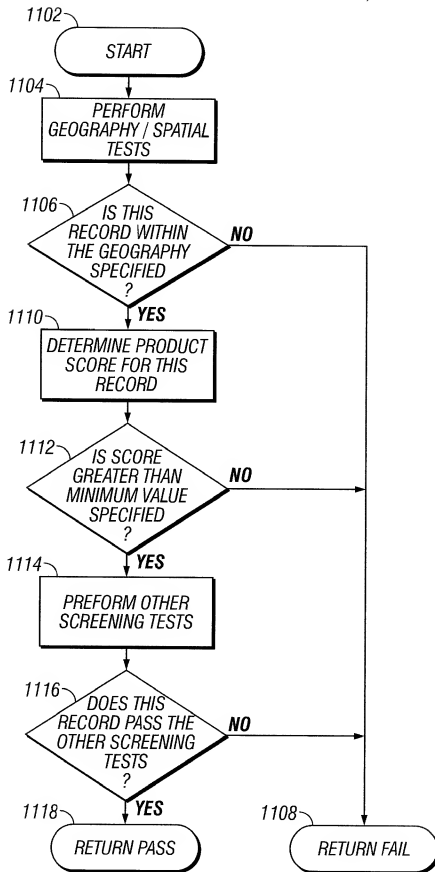 1102
START
1104
PERFORM
GEOGRAPHY / SPATIAL
TESTS
1106
IS THIS
RECORD WITHIN
THE GEOGRAPHY
SPECIFIED
?
NO
YES
1110
DETERMINE PRODUCT
SCORE FOR THIS
RECORD
1112
IS SCORE
GREATER THAN
MINIMUM VALUE
SPECIFIED
?
NO
YES
1114
PREFORM OTHER
SCREENING TESTS
1116
DOES THIS
RECORD PASS THE
OTHER SCREENING
TESTS
?
NO
YES
1118
RETURN PASS
1108
RETURN FAIL